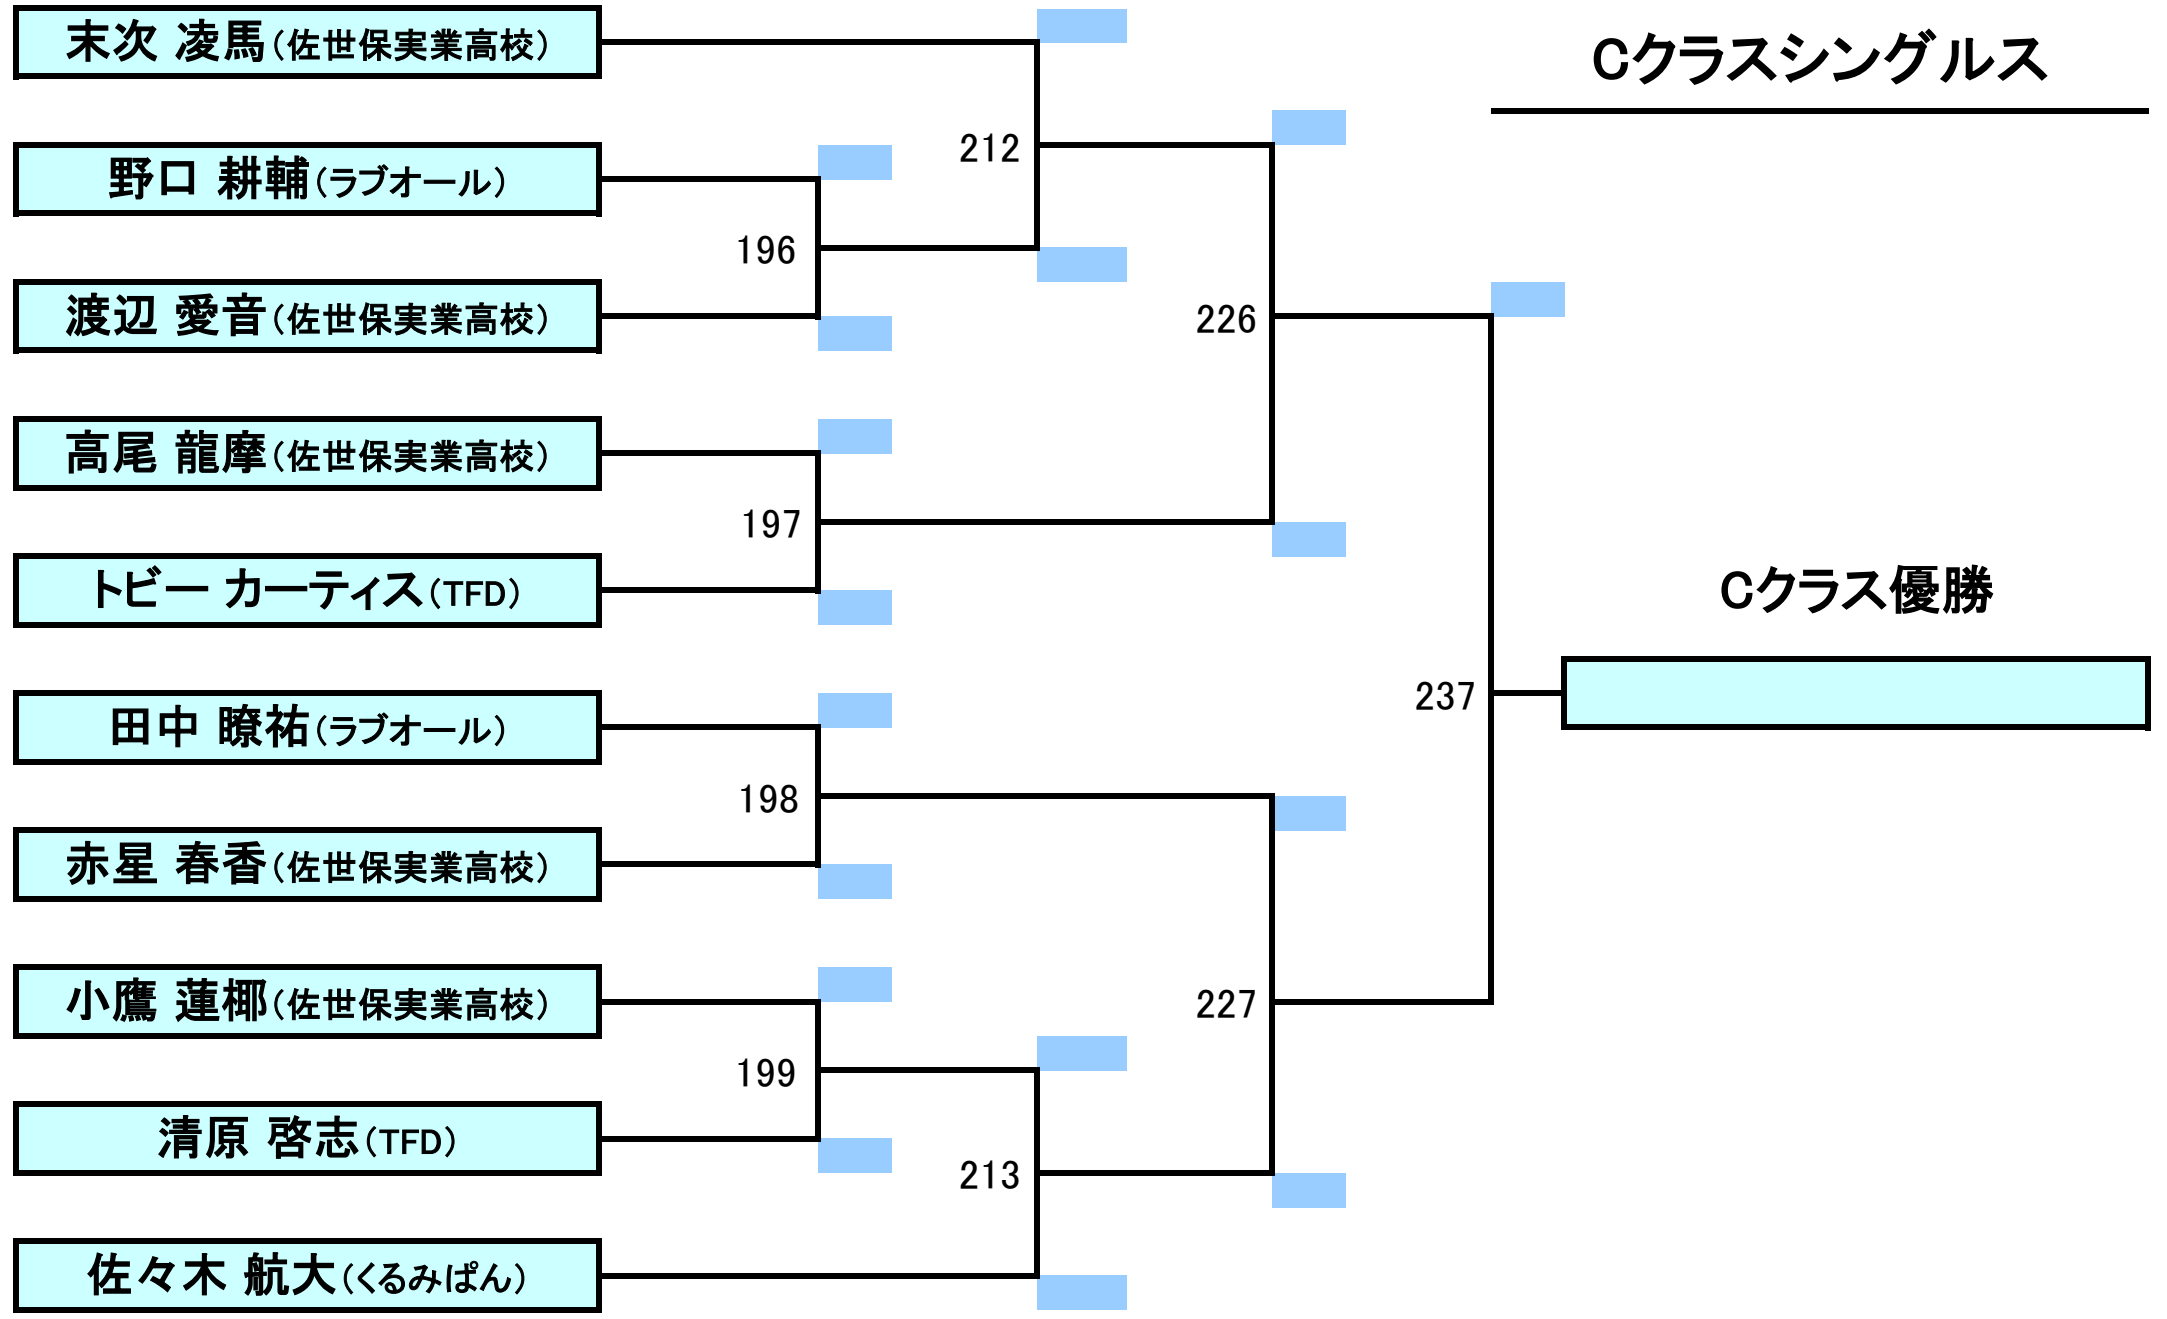 末次 凌馬（佐世保実業高校）
Cクラスシングルス
212
野口 耕輔（ラブオール）
196
渡辺 愛音（佐世保実業高校）
226
高尾 龍摩（佐世保実業高校）
197
トビー カーティス（TFD）
Cクラス優勝
田中 瞭祐（ラブオール）
237
198
赤星 春香（佐世保実業高校）
小鷹 蓮梛（佐世保実業高校）
227
199
清原 啓志（TFD）
213
佐々木 航大（くるみぱん）